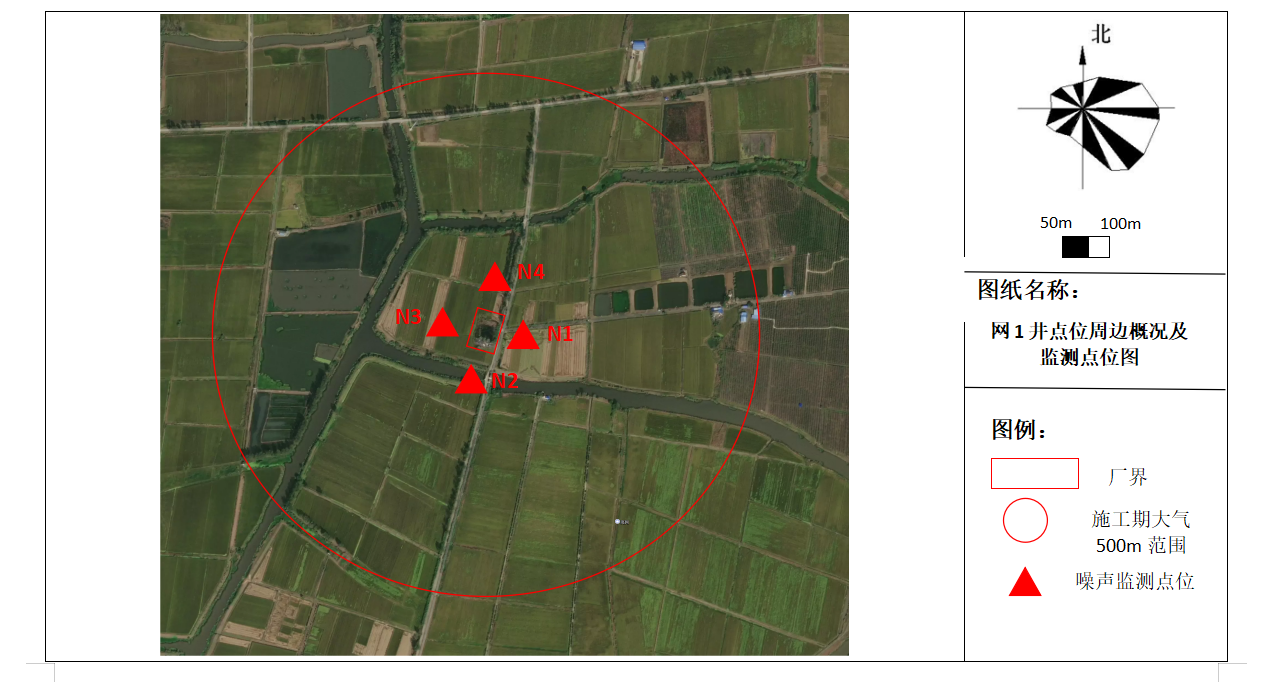 北
50m 100m
图纸名称：
网1井点位周边概况及
监测点位图
N4
N3
N1
N2
图例：
厂界
施工期大气
500m 范围
噪声监测点位